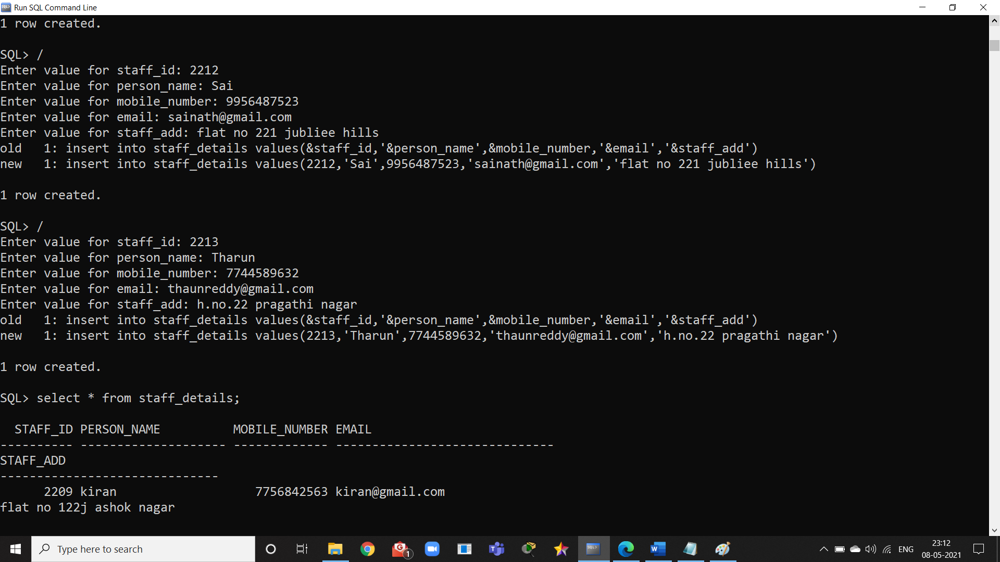 Run SQL Command Line
1 row created.
SQL> /
Enter value for staff_id: 2212
Enter value for person_name: Sai
Enter value for mobile_number: 9956487523
Enter value for email: sainath@gmail.com
Enter value for staff_add: flat no 221 jubliee hills
old   1: insert into staff_details values(&staff_id,'&person_name',&mobile_number,'&email','&staff_add')
new   1: insert into staff_details values(2212,'Sai',9956487523,'sainath@gmail.com','flat no 221 jubliee hills')
1 row created.
SQL> /
Enter value for staff_id: 2213
Enter value for person_name: Tharun
Enter value for mobile_number: 7744589632
Enter value for email: thaunreddy@gmail.com
Enter value for staff_add: h.no.22 pragathi nagar
old   1: insert into staff_details values(&staff_id,'&person_name',&mobile_number,'&email','&staff_add')
new   1: insert into staff_details values(2213,'Tharun',7744589632,'thaunreddy@gmail.com','h.no.22 pragathi nagar')
1 row created.
SQL> select * from staff_details;
  STAFF_ID PERSON_NAME          MOBILE_NUMBER EMAIL
---------- -------------------- ------------- ------------------------------
STAFF_ADD
------------------------------
      2209 kiran                   7756842563 kiran@gmail.com
flat no 122j ashok nagar
Type here to search
1
SQL>
ENG
23:12
08-05-2021